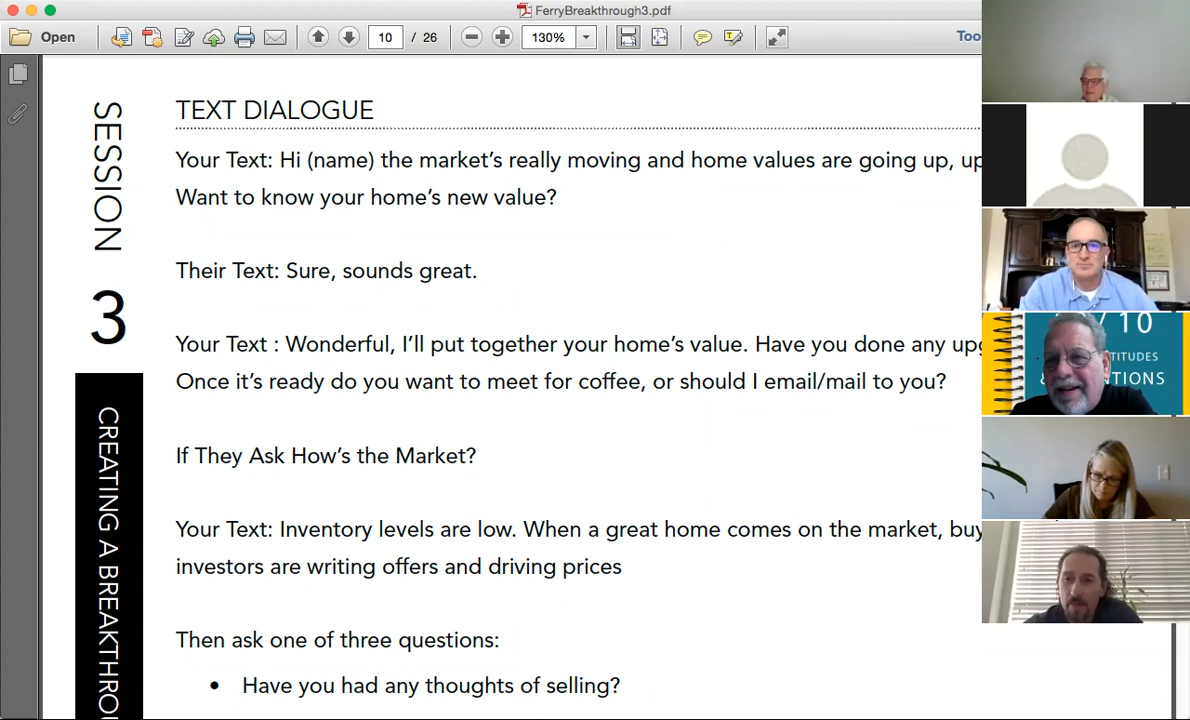 FerryBreakthrough3.pdf
Open
10 / 26
130%
Too
SESSION
3
CREATING A BREAKTHROU
TEXT DIALOGUE
Your Text: Hi (name) the market's really moving and home values are going up, up
Want to know your home's new value?
Their Text: Sure, sounds great.
Your Text : Wonderful, I'll put together your home's value. Have you done any upg
Once it's ready do you want to meet for coffee, or should I email/mail to you?
If They Ask How's the Market?
Your Text: Inventory levels are low. When a great home comes on the market, buy
investors are writing offers and driving prices
Then ask one of three questions:
• Have you had any thoughts of selling?
/10
TITUDES
&
NTIONS